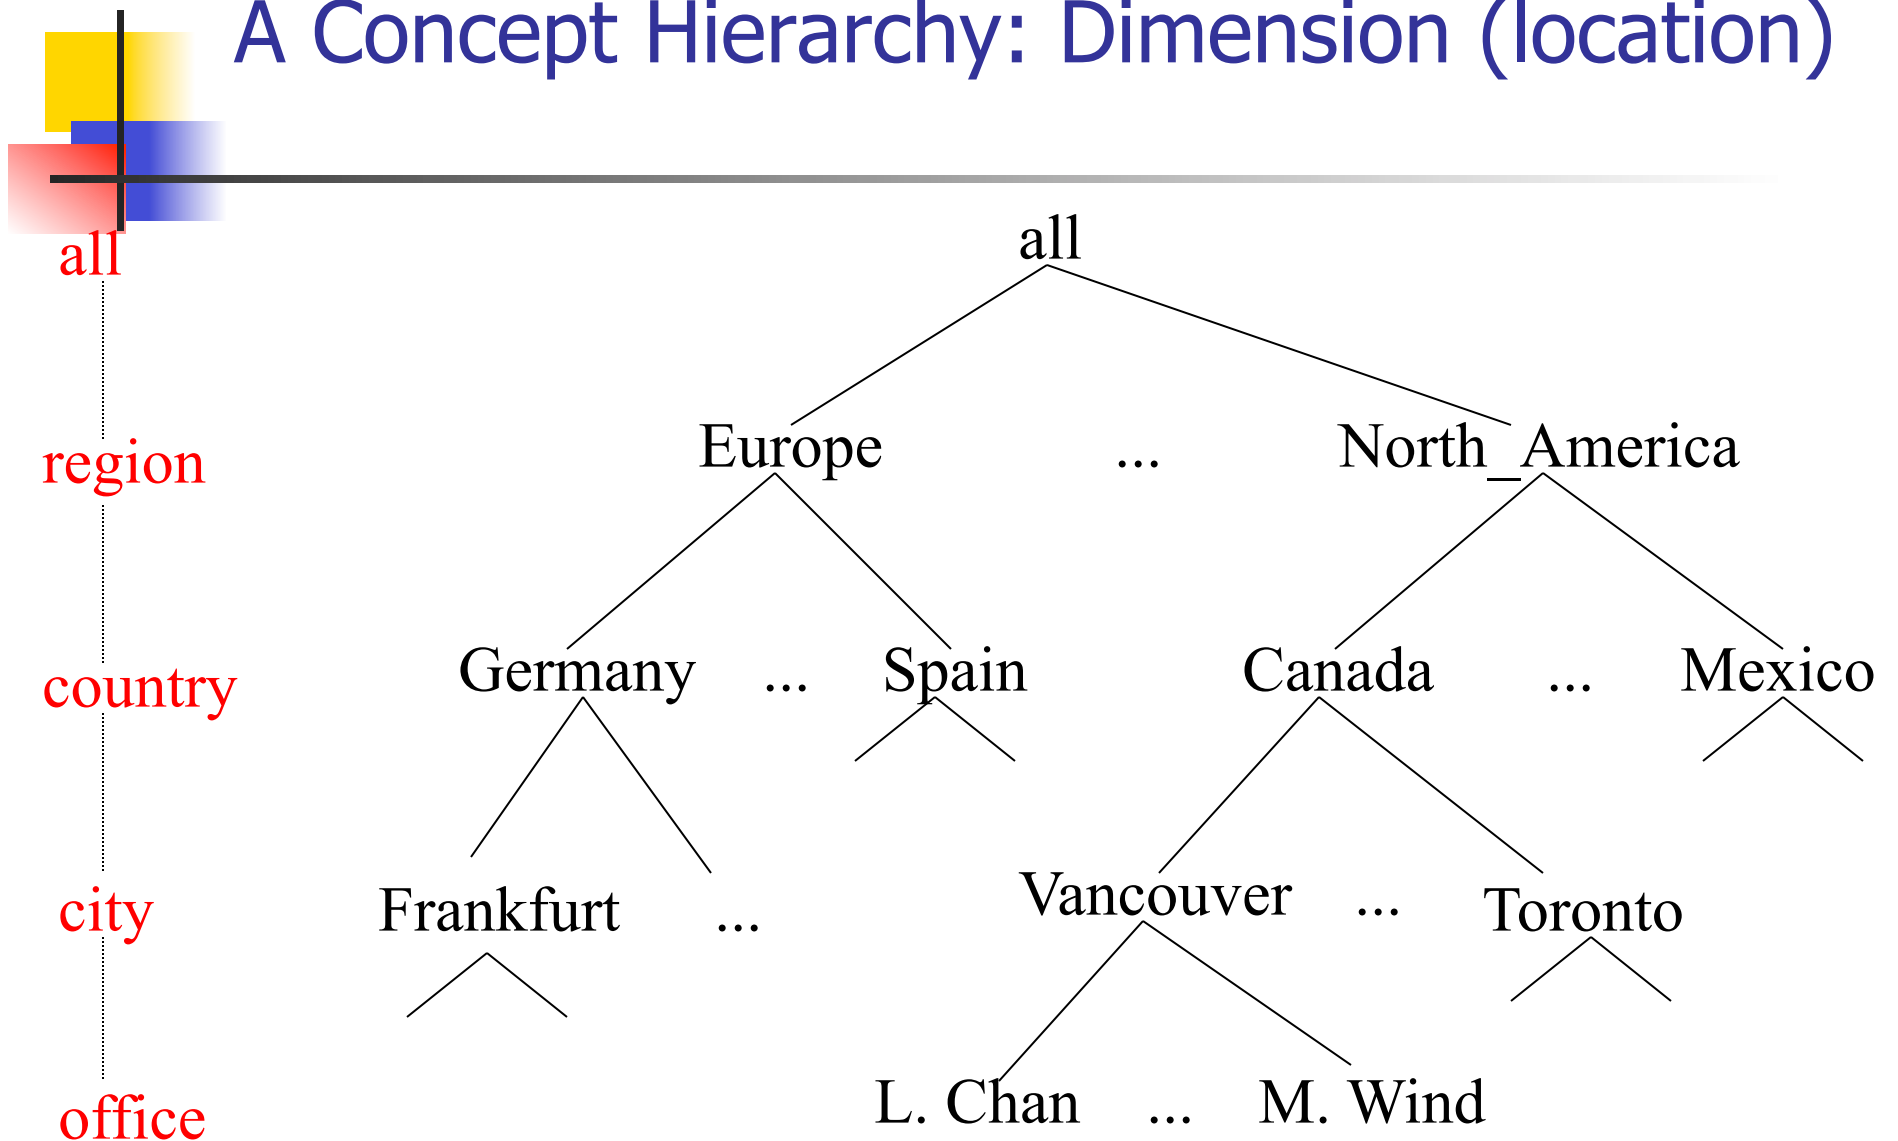 A Concept Hierarchy: Dimension (location)
all all
region Europe ... North_America
country Germany ... Spain Canada ... Mexico
city Frankfurt ... Vancouver ... Toronto
office L. Chan ... M. Wind